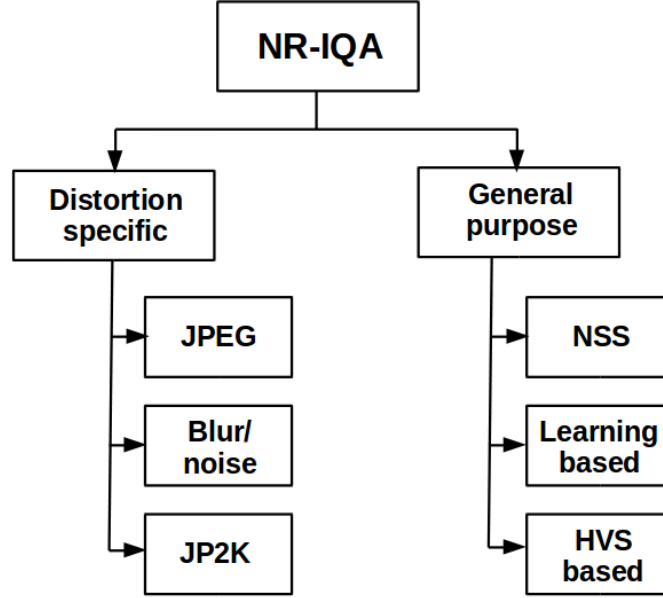 NR-IQA
Distortion
specific
General
purpose
JPEG
Blur/
noise
JP2K
NSS
Learning
based
HVS
based